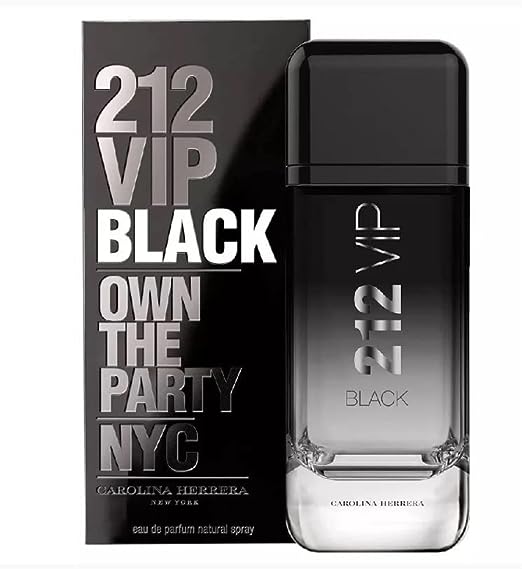 212
VIP
BLACK
OWN
THE
PARTY
NYC
CAROLINA HERRERA
NEW YORK
eau de parfum natural spray
212 VIP
BLACK
CAROLINA HERRERA